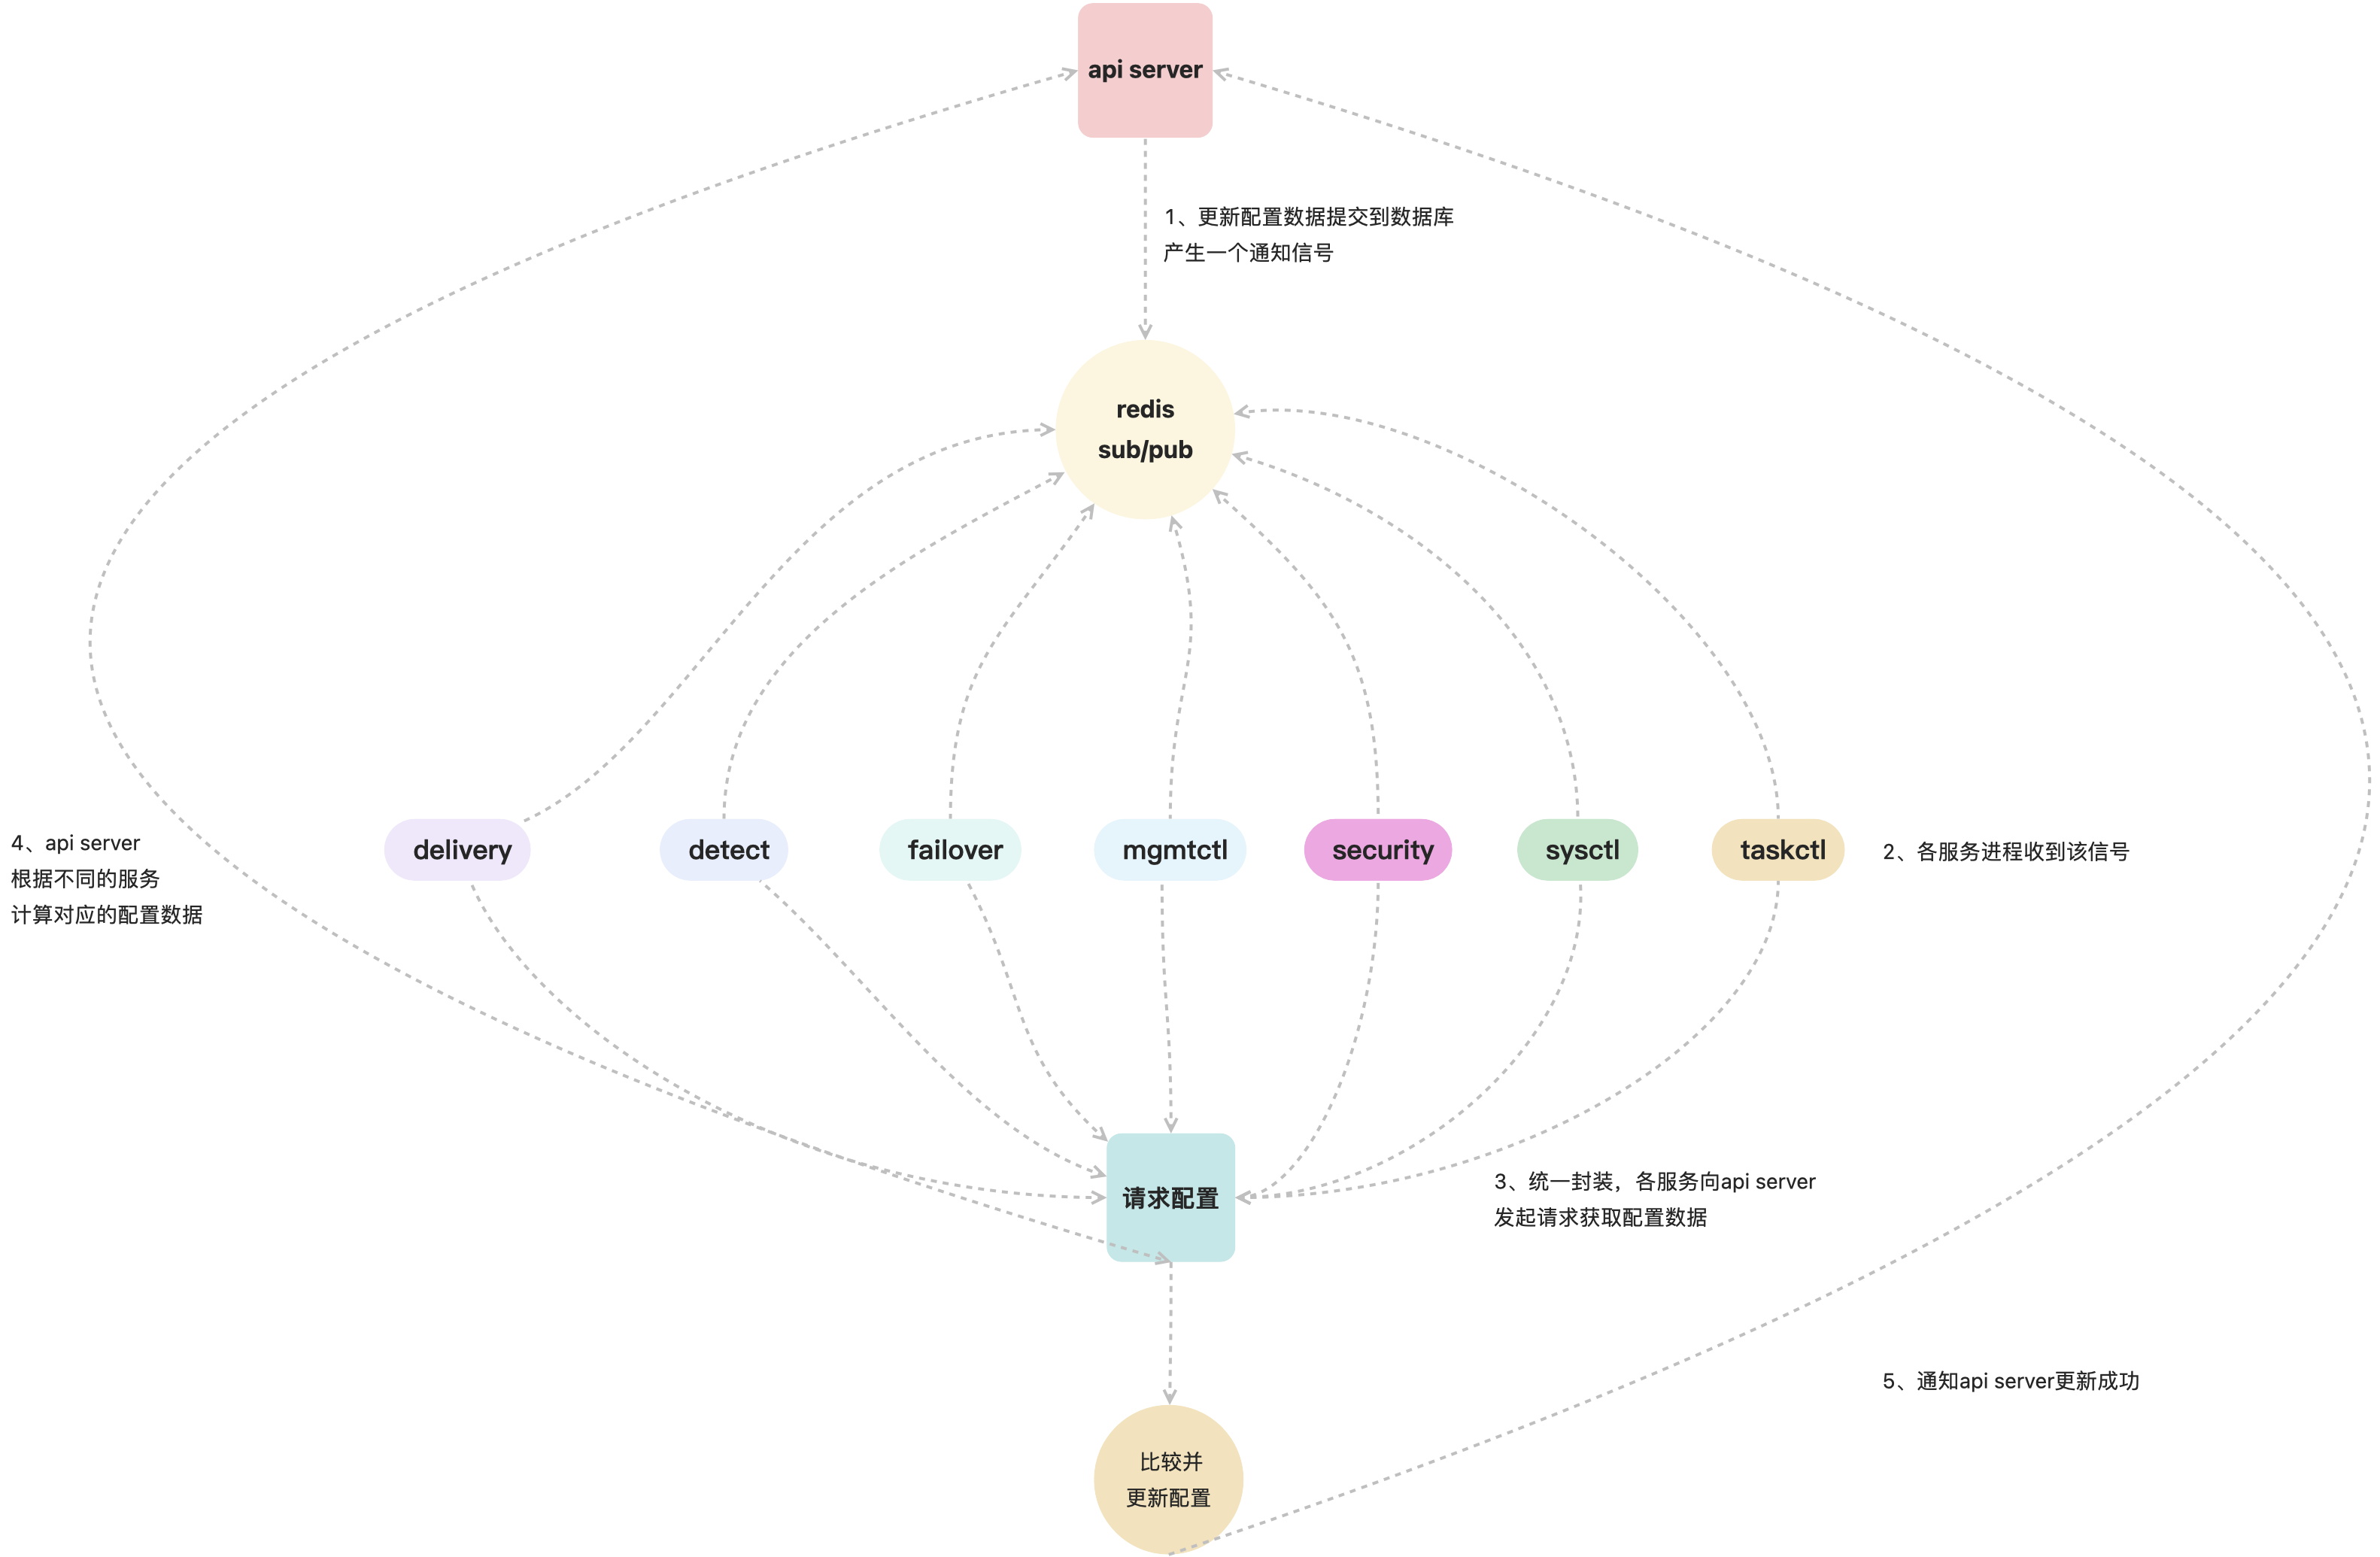 api server
1、更新配置数据提交到数据库
产生一个通知信号
redis
sub/pub
4、api server
根据不同的服务
计算对应的配置数据
delivery
detect
failover
mgmtctl
security
sysctl
taskctl
2、各服务进程收到该信号
请求配置
3、统一封装，各服务向api server
发起请求获取配置数据
5、通知api server更新成功
比较并
更新配置